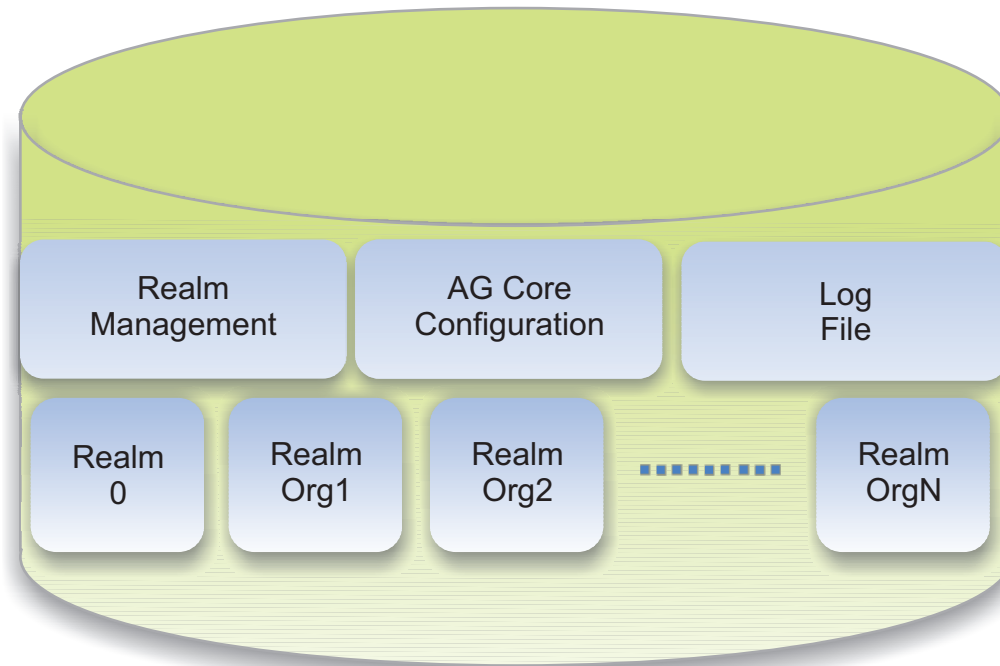 Realm
Management
AG Core
Configuration
Log
File
Realm
0
Realm
Org1
Realm
Org2
Realm
OrgN